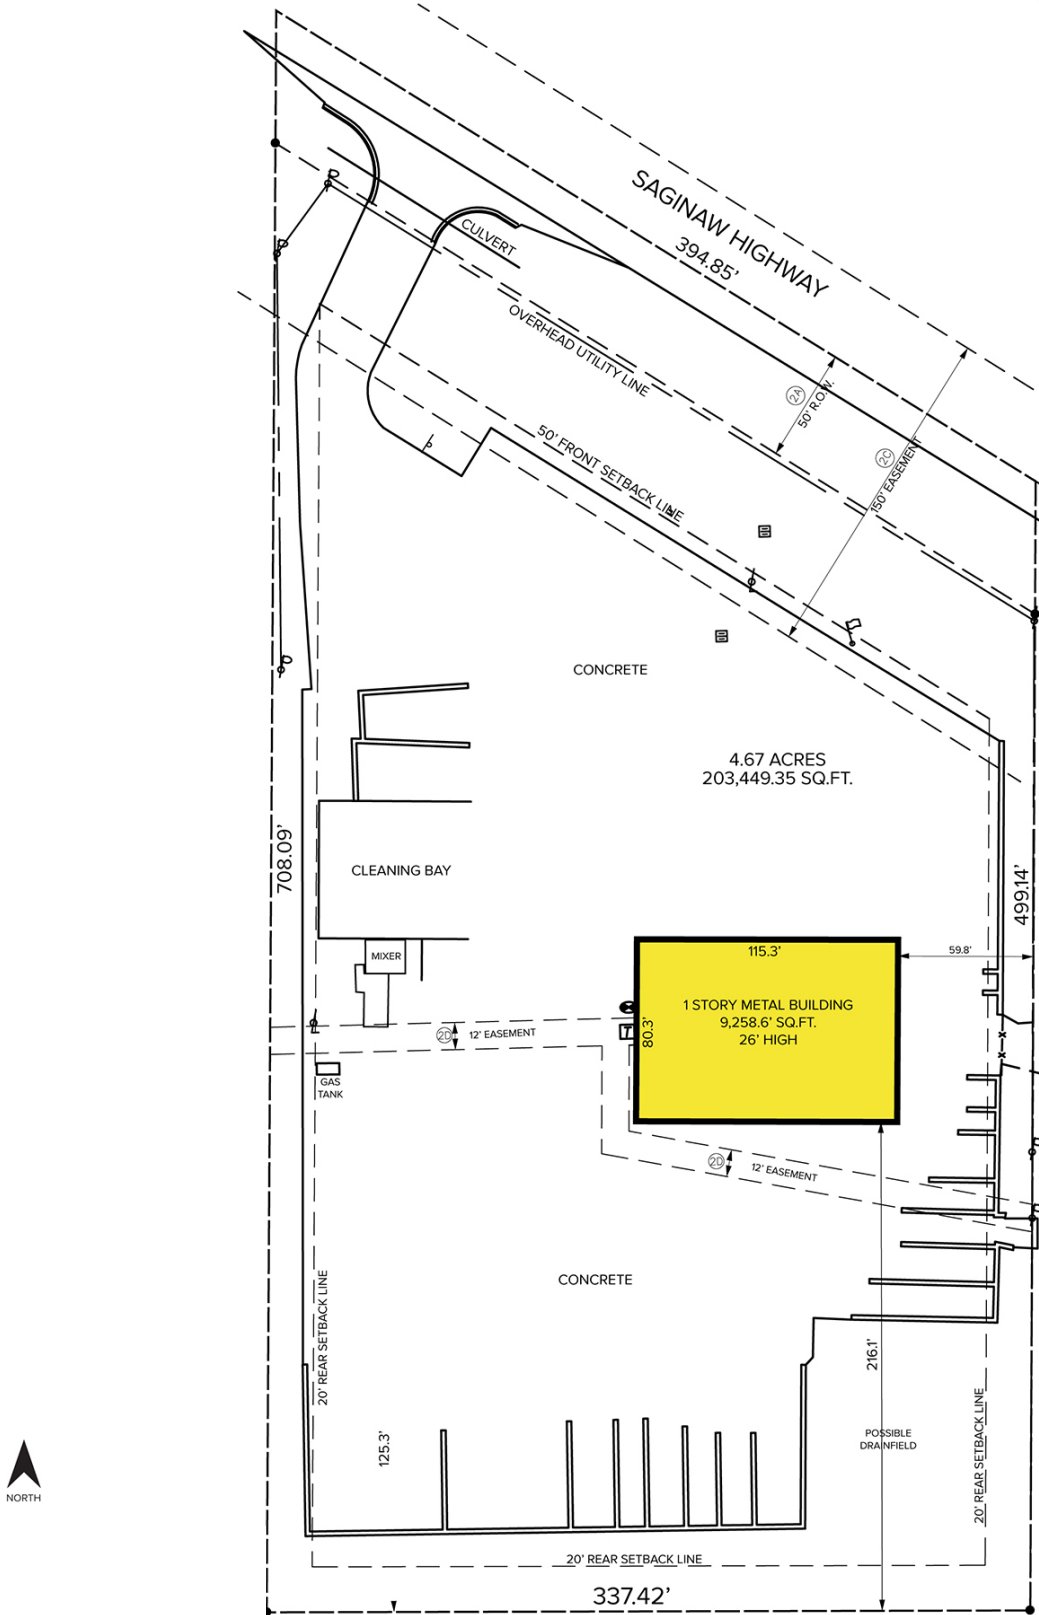 SAGINAW HIGHWAY
394.85'
CULVERT
OVERHEAD UTILITY LINE
2A
50' R.O.W.
2C
150' EASEMENT
50' FRONT SETBACK LINE
CONCRETE
4.67 ACRES
203,449.35 SQ.FT.
708.09'
CLEANING BAY
499.14'
MIXER
115.3'
59.8'
1 STORY METAL BUILDING
9,258.6' SQ.FT.
26' HIGH
80.3'
T
2D
12' EASEMENT
GAS
TANK
2D
12' EASEMENT
CONCRETE
20' REAR SETBACK LINE
216.1'
125.3'
POSSIBLE
DRAINFIELD
20' REAR SETBACK LINE
NORTH
20' REAR SETBACK LINE
337.42'